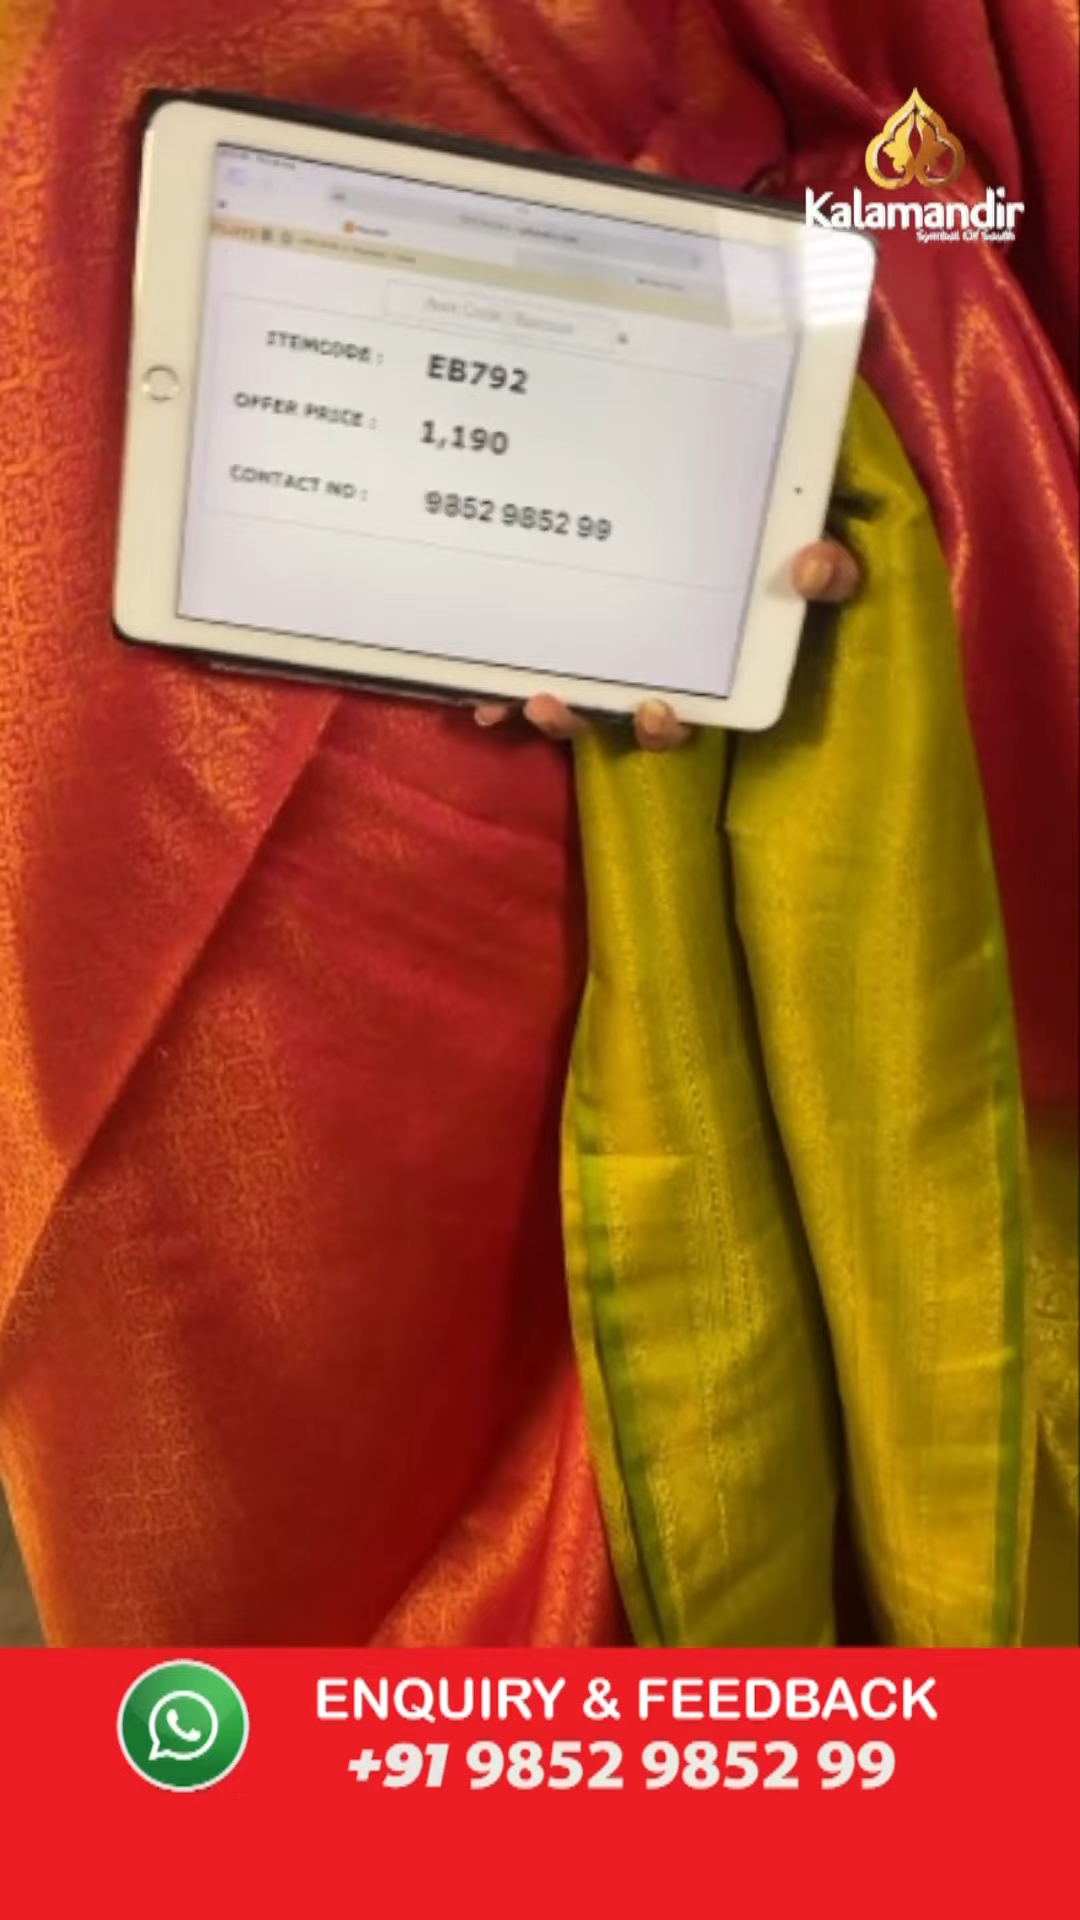 Kalamandir
Symbol Of South
ITEMCODE : EB792
OFFER PRICE : 1,190
CONTACT NO : 9852 9852 99
ENQUIRY & FEEDBACK
+91 9852 9852 99